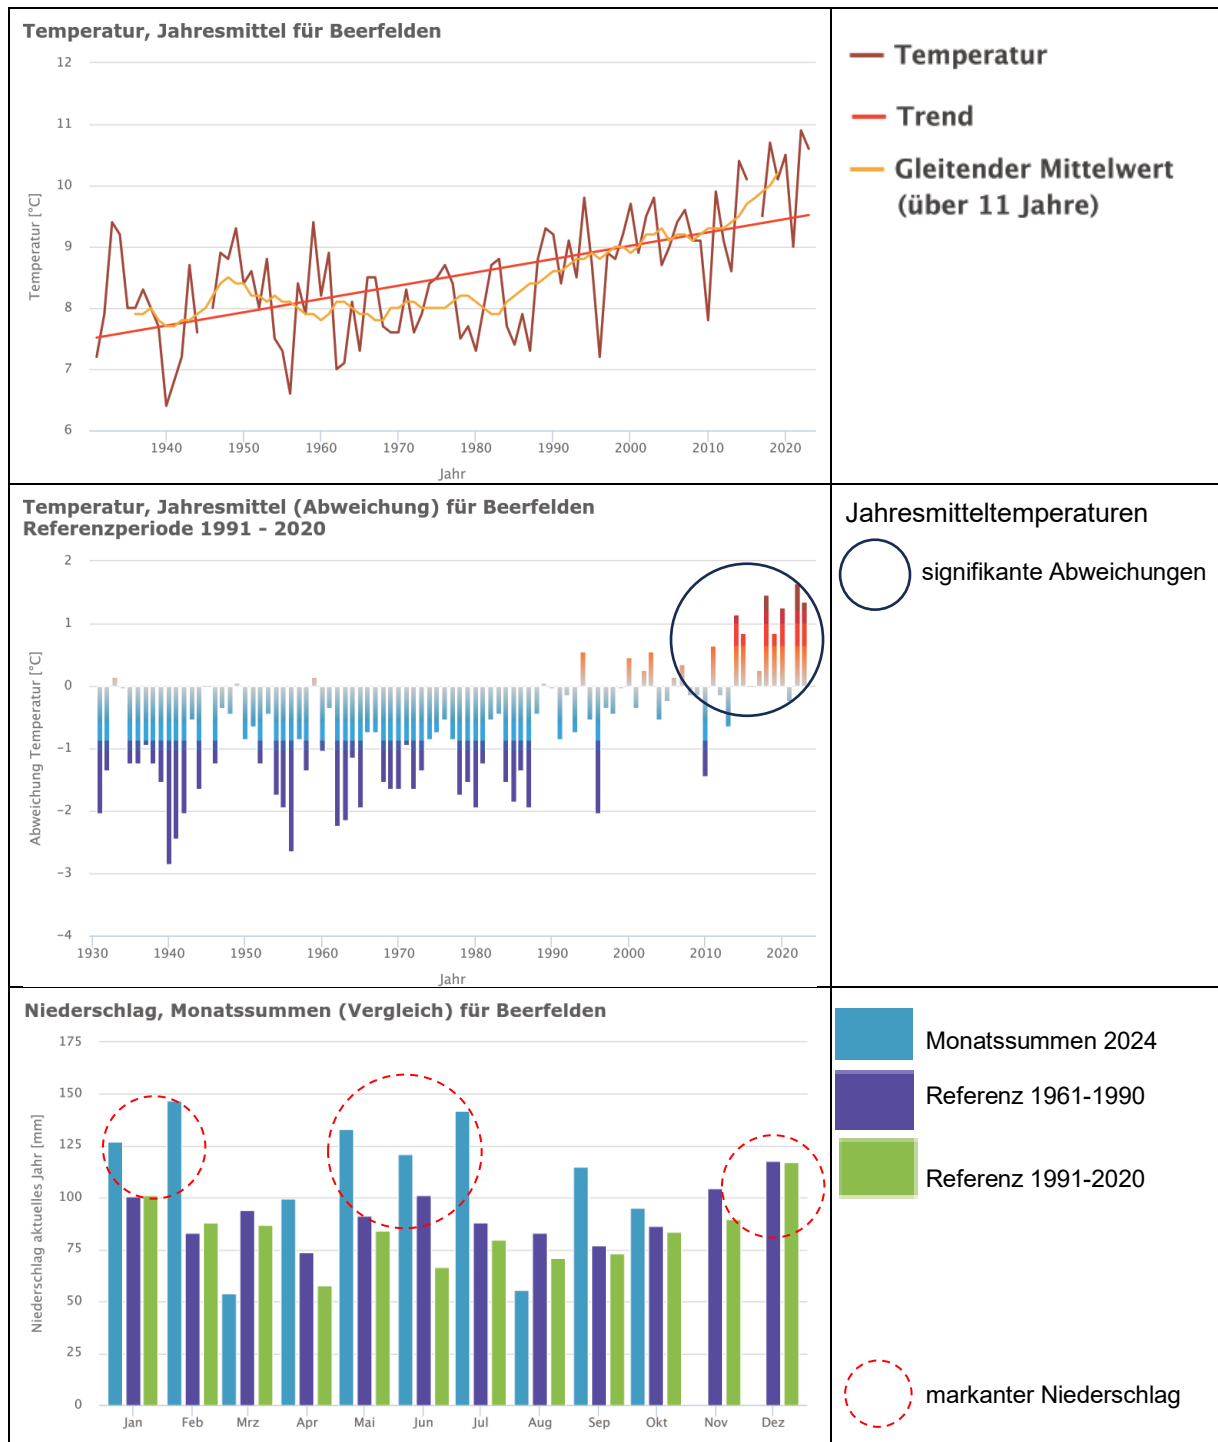 Temperatur, Jahresmittel für Beerfelden
12
11
10
9
8
7
6
Temperatur [°C]
1940 1950 1960 1970 1980 1990 2000 2010 2020
Jahr
Temperatur
Trend
Gleitender Mittelwert
(über 11 Jahre)
Temperatur, Jahresmittel (Abweichung) für Beerfelden
Referenzperiode 1991 - 2020
2
1
0
-1
-2
-3
-4
Abweichung Temperatur [°C]
1930 1940 1950 1960 1970 1980 1990 2000 2010 2020
Jahr
Jahresmitteltemperaturen
signifikante Abweichungen
Niederschlag, Monatssummen (Vergleich) für Beerfelden
175
150
125
100
75
50
25
0
Niederschlag aktuelles Jahr [mm]
Jan Feb Mrz Apr Mai Jun Jul Aug Sep Okt Nov Dez
Monatssummen 2024
Referenz 1961-1990
Referenz 1991-2020
markanter Niederschlag